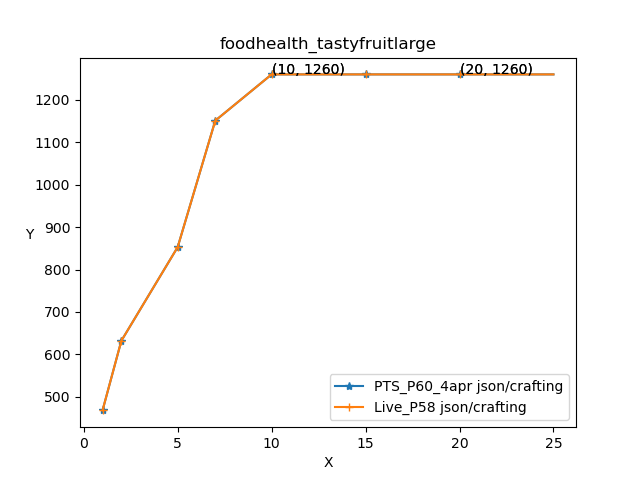 foodhealth_tastyfruitlarge
(10, 1260) (20, 1260)
1200
1100
1000
900
Y
800
700
600
500
PTS_P60_4apr json/crafting
Live_P58 json/crafting
0 5 10 15 20 25
X